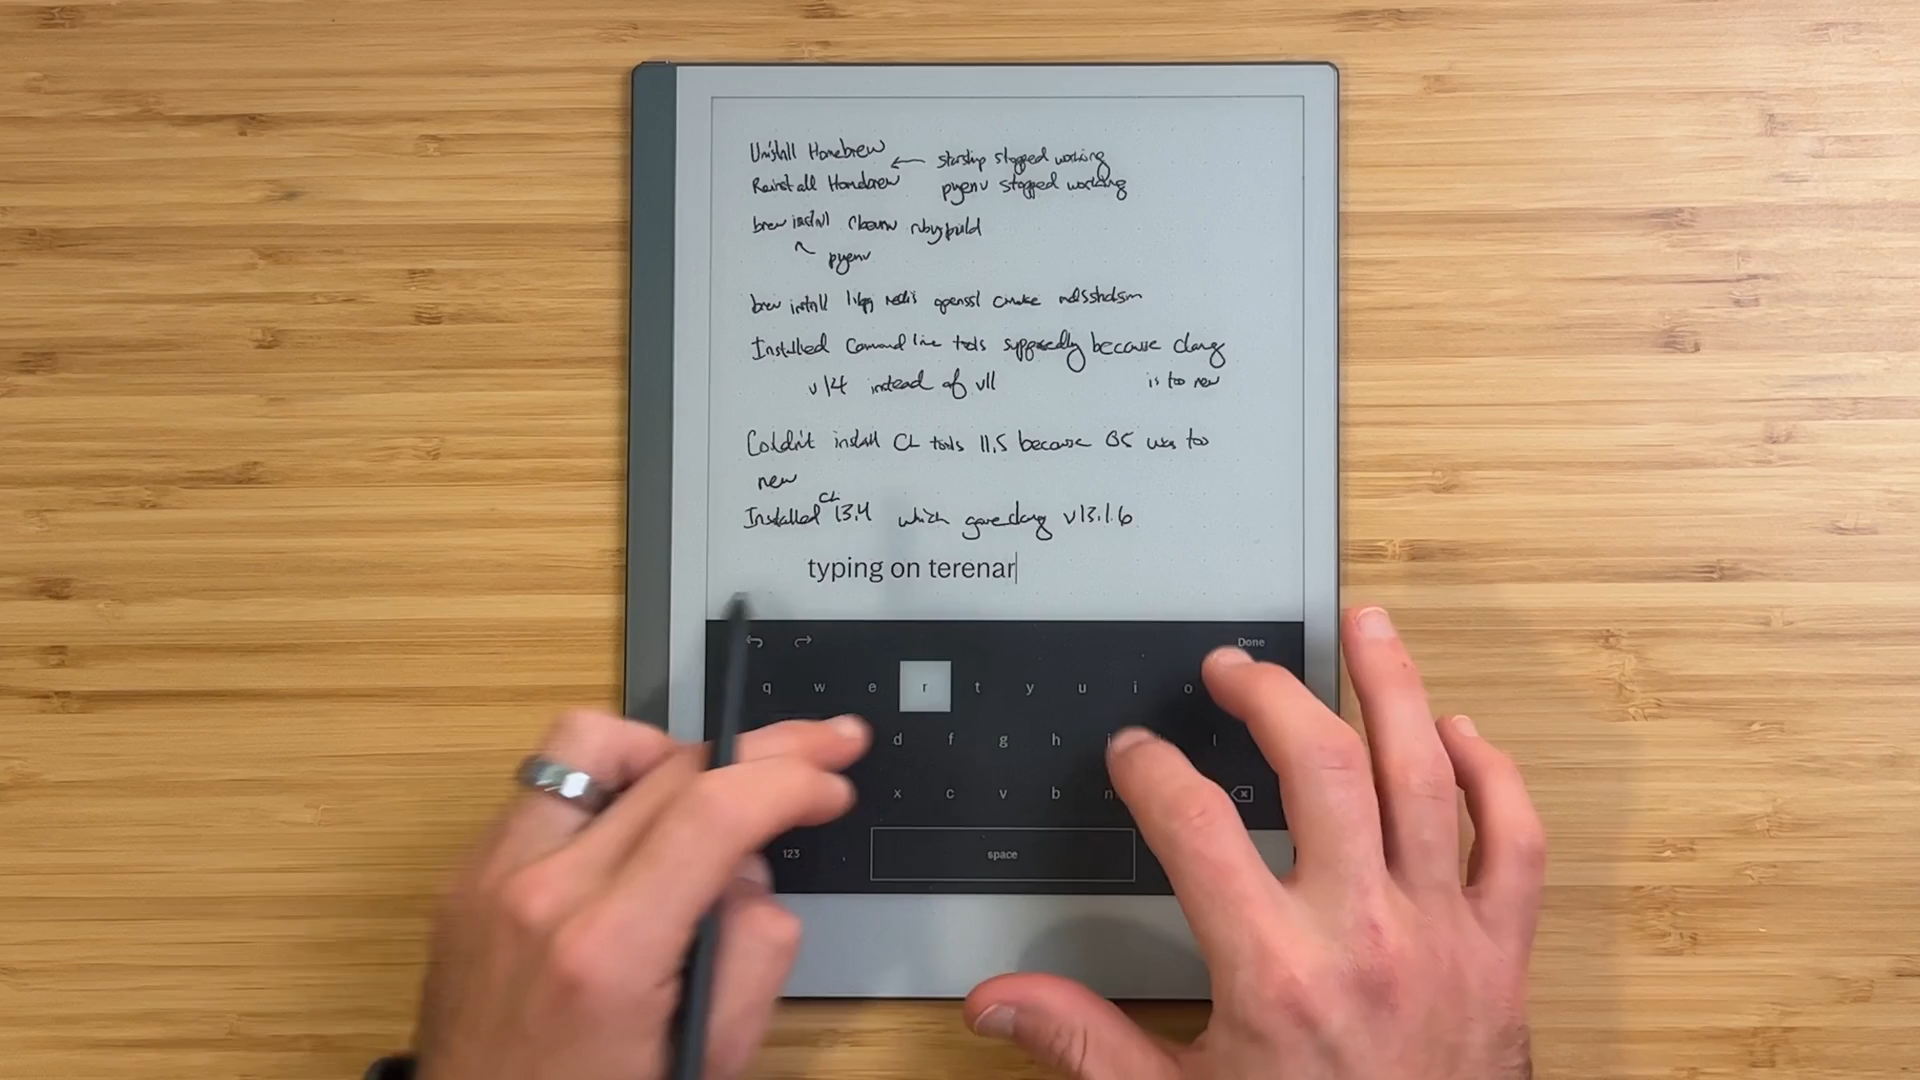 Unistall Homebrew
← starship stopped working
Reinstall Homebrew
pyenv stopped working
brew install rbenv ruby-build
pyenv
brew install libpq redis openssl cmake
Installed Command line tools supposedly because clang
v14 instead of v11
is too new
Coldn't install CL tools 11.5 because OS was too
new
CL
Installed 13.4 which gave clang v13.1.6
typing on terenar
Done
q w e r t y u i o
d f g h j l
x c v b n
123 . space